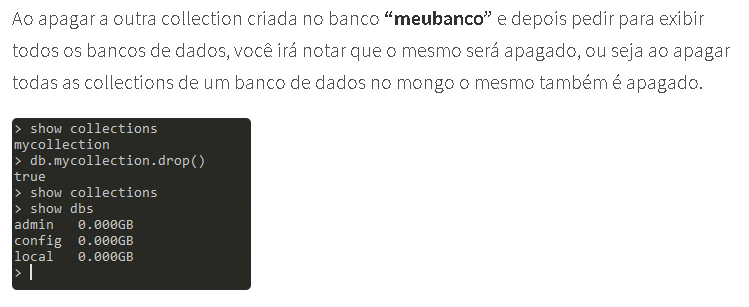 Ao apagar a outra collection criada no banco “meubanco” e depois pedir para exibir
todos os bancos de dados, você irá notar que o mesmo será apagado, ou seja ao apagar
todas as collections de um banco de dados no mongo o mesmo também é apagado.
> show collections
mycollection
> db.mycollection.drop()
true
> show collections
> show dbs
admin   0.000GB
config  0.000GB
local   0.000GB
>